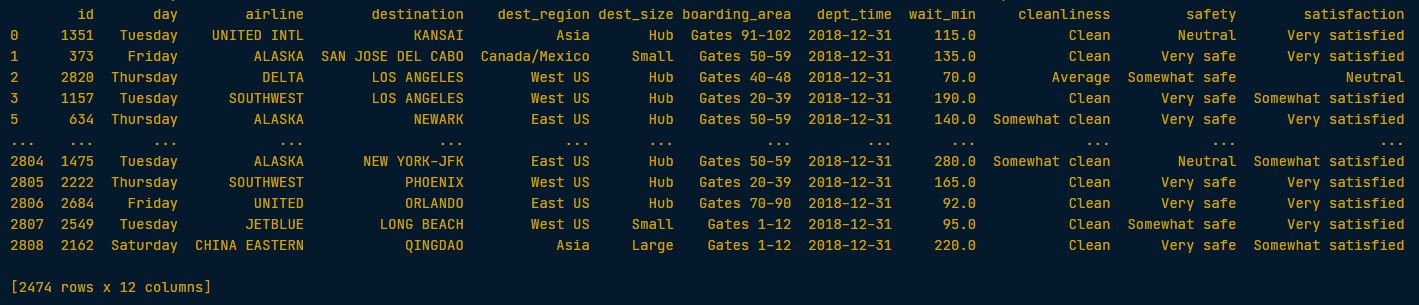 id day airline destination dest_region dest_size boarding_area dept_time wait_min cleanliness safety satisfaction
0 1351 Tuesday UNITED INTL KANSAI Asia Hub Gates 91-102 2018-12-31 115.0 Clean Neutral Very satisfied
1 373 Friday ALASKA SAN JOSE DEL CABO Canada/Mexico Small Gates 50-59 2018-12-31 135.0 Clean Very safe Very satisfied
2 2820 Thursday DELTA LOS ANGELES West US Hub Gates 40-48 2018-12-31 70.0 Average Somewhat safe Neutral
3 1157 Tuesday SOUTHWEST LOS ANGELES West US Hub Gates 20-39 2018-12-31 190.0 Clean Very safe Somewhat satisfied
5 634 Thursday ALASKA NEWARK East US Hub Gates 50-59 2018-12-31 140.0 Somewhat clean Very safe Very satisfied
... ... ... ... ... ... ... ... ... ... ... ... ...
2804 1475 Tuesday ALASKA NEW YORK-JFK East US Hub Gates 50-59 2018-12-31 280.0 Somewhat clean Neutral Somewhat satisfied
2805 2222 Thursday SOUTHWEST PHOENIX West US Hub Gates 20-39 2018-12-31 165.0 Clean Very safe Very satisfied
2806 2684 Friday UNITED ORLANDO East US Hub Gates 70-90 2018-12-31 92.0 Clean Very safe Very satisfied
2807 2549 Tuesday JETBLUE LONG BEACH West US Small Gates 1-12 2018-12-31 95.0 Clean Somewhat safe Very satisfied
2808 2162 Saturday CHINA EASTERN QINGDAO Asia Large Gates 1-12 2018-12-31 220.0 Clean Very safe Somewhat satisfied
[2474 rows x 12 columns]